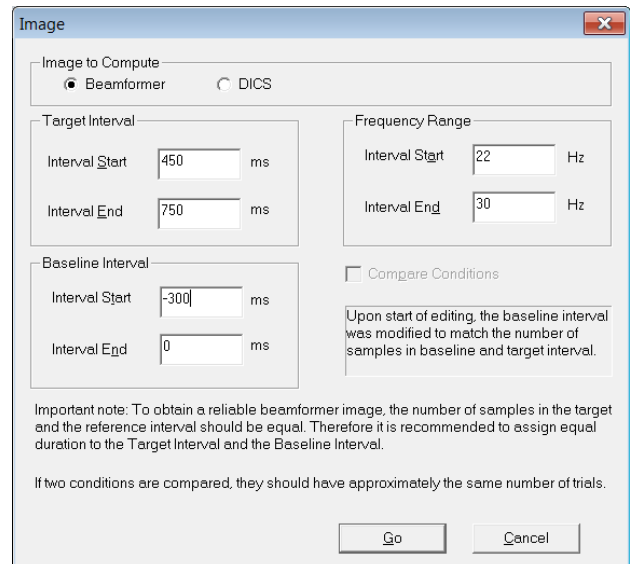 Image
Image to Compute
Beamformer DICS
Target Interval
Interval Start 450 ms
Interval End 750 ms
Frequency Range
Interval Start 22 Hz
Interval End 30 Hz
Baseline Interval
Interval Start -300 ms
Interval End 0 ms
Compare Conditions
Upon start of editing, the baseline interval
was modified to match the number of
samples in baseline and target interval.
Important note: To obtain a reliable beamformer image, the number of samples in the target
and the reference interval should be equal. Therefore it is recommended to assign equal
duration to the Target Interval and the Baseline Interval.
If two conditions are compared, they should have approximately the same number of trials.
Go Cancel